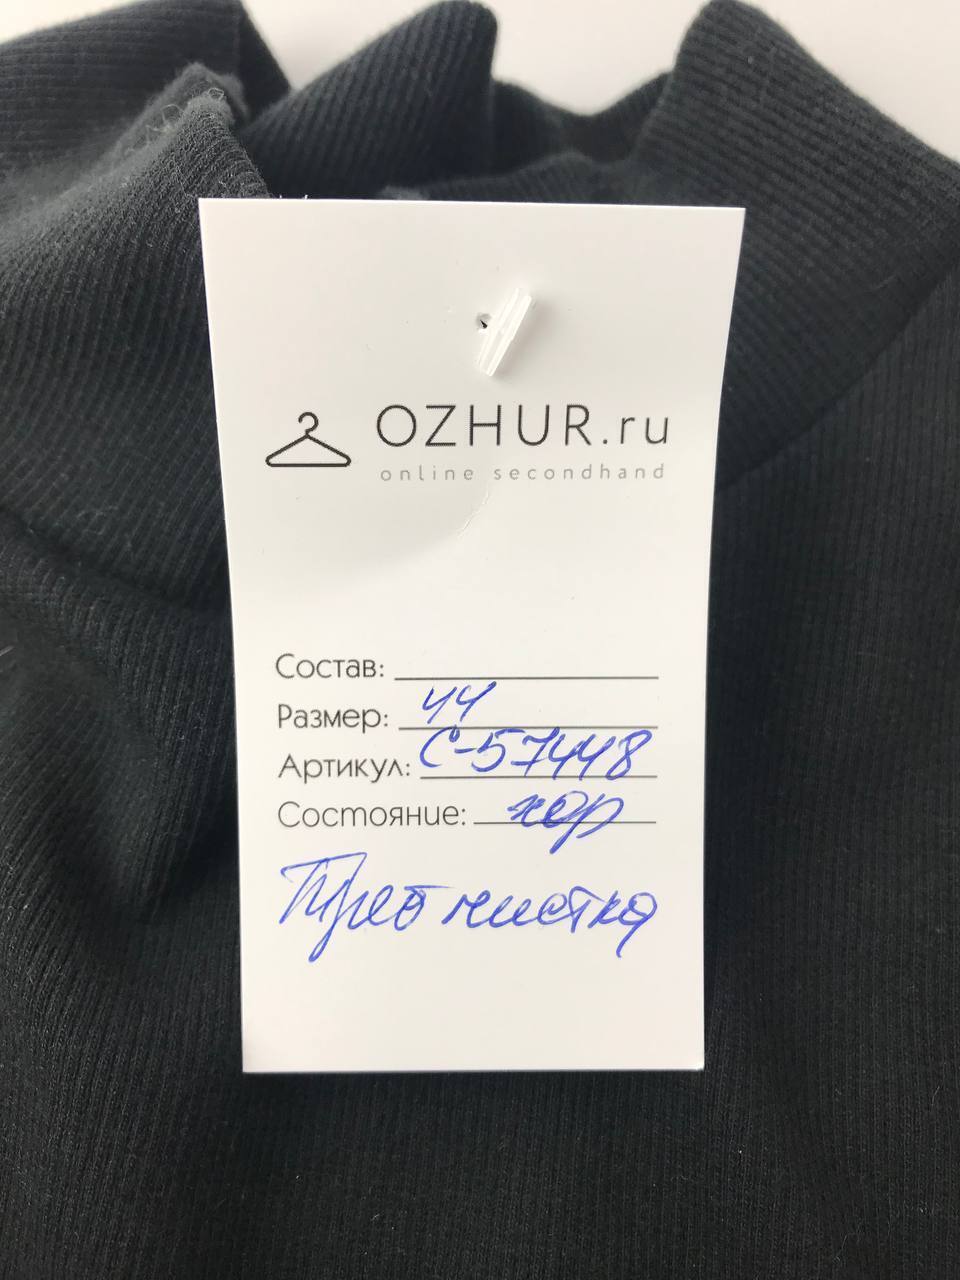 OZHUR.ru
online secondhand
Состав:
Размер: 44
Артикул: С-57448
Состояние: хор
Треб чистка